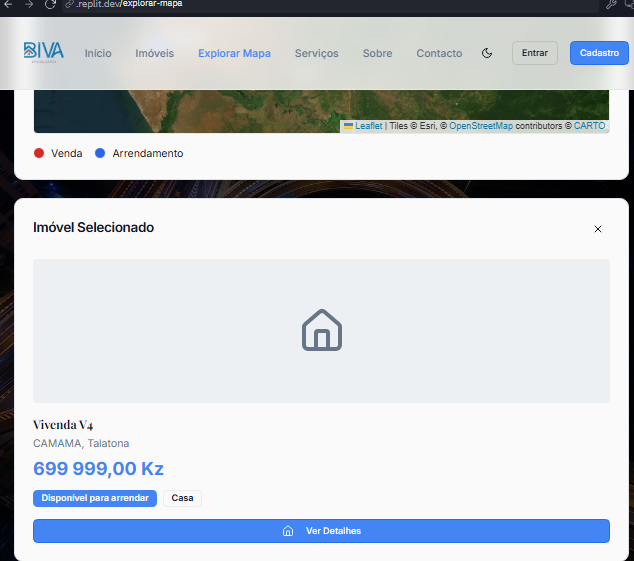 .replit.dev/explorar-mapa
BIVA
Início Imóveis Explorar Mapa Serviços Sobre Contacto Entrar Cadastro
Leaflet | Tiles © Esri, © OpenStreetMap contributors © CARTO
Venda Arrendamento
Imóvel Selecionado
Vivenda V4
CAMAMA, Talatona
699 999,00 Kz
Disponível para arrendar Casa
Ver Detalhes